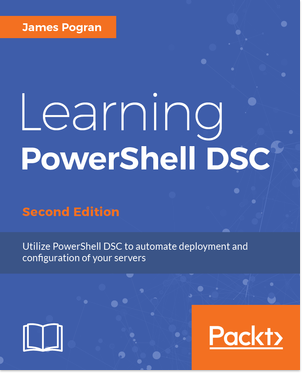 James Pogran
Learning
PowerShell DSC
Second Edition
Utilize PowerShell DSC to automate deployment and
configuration of your servers
Packt>